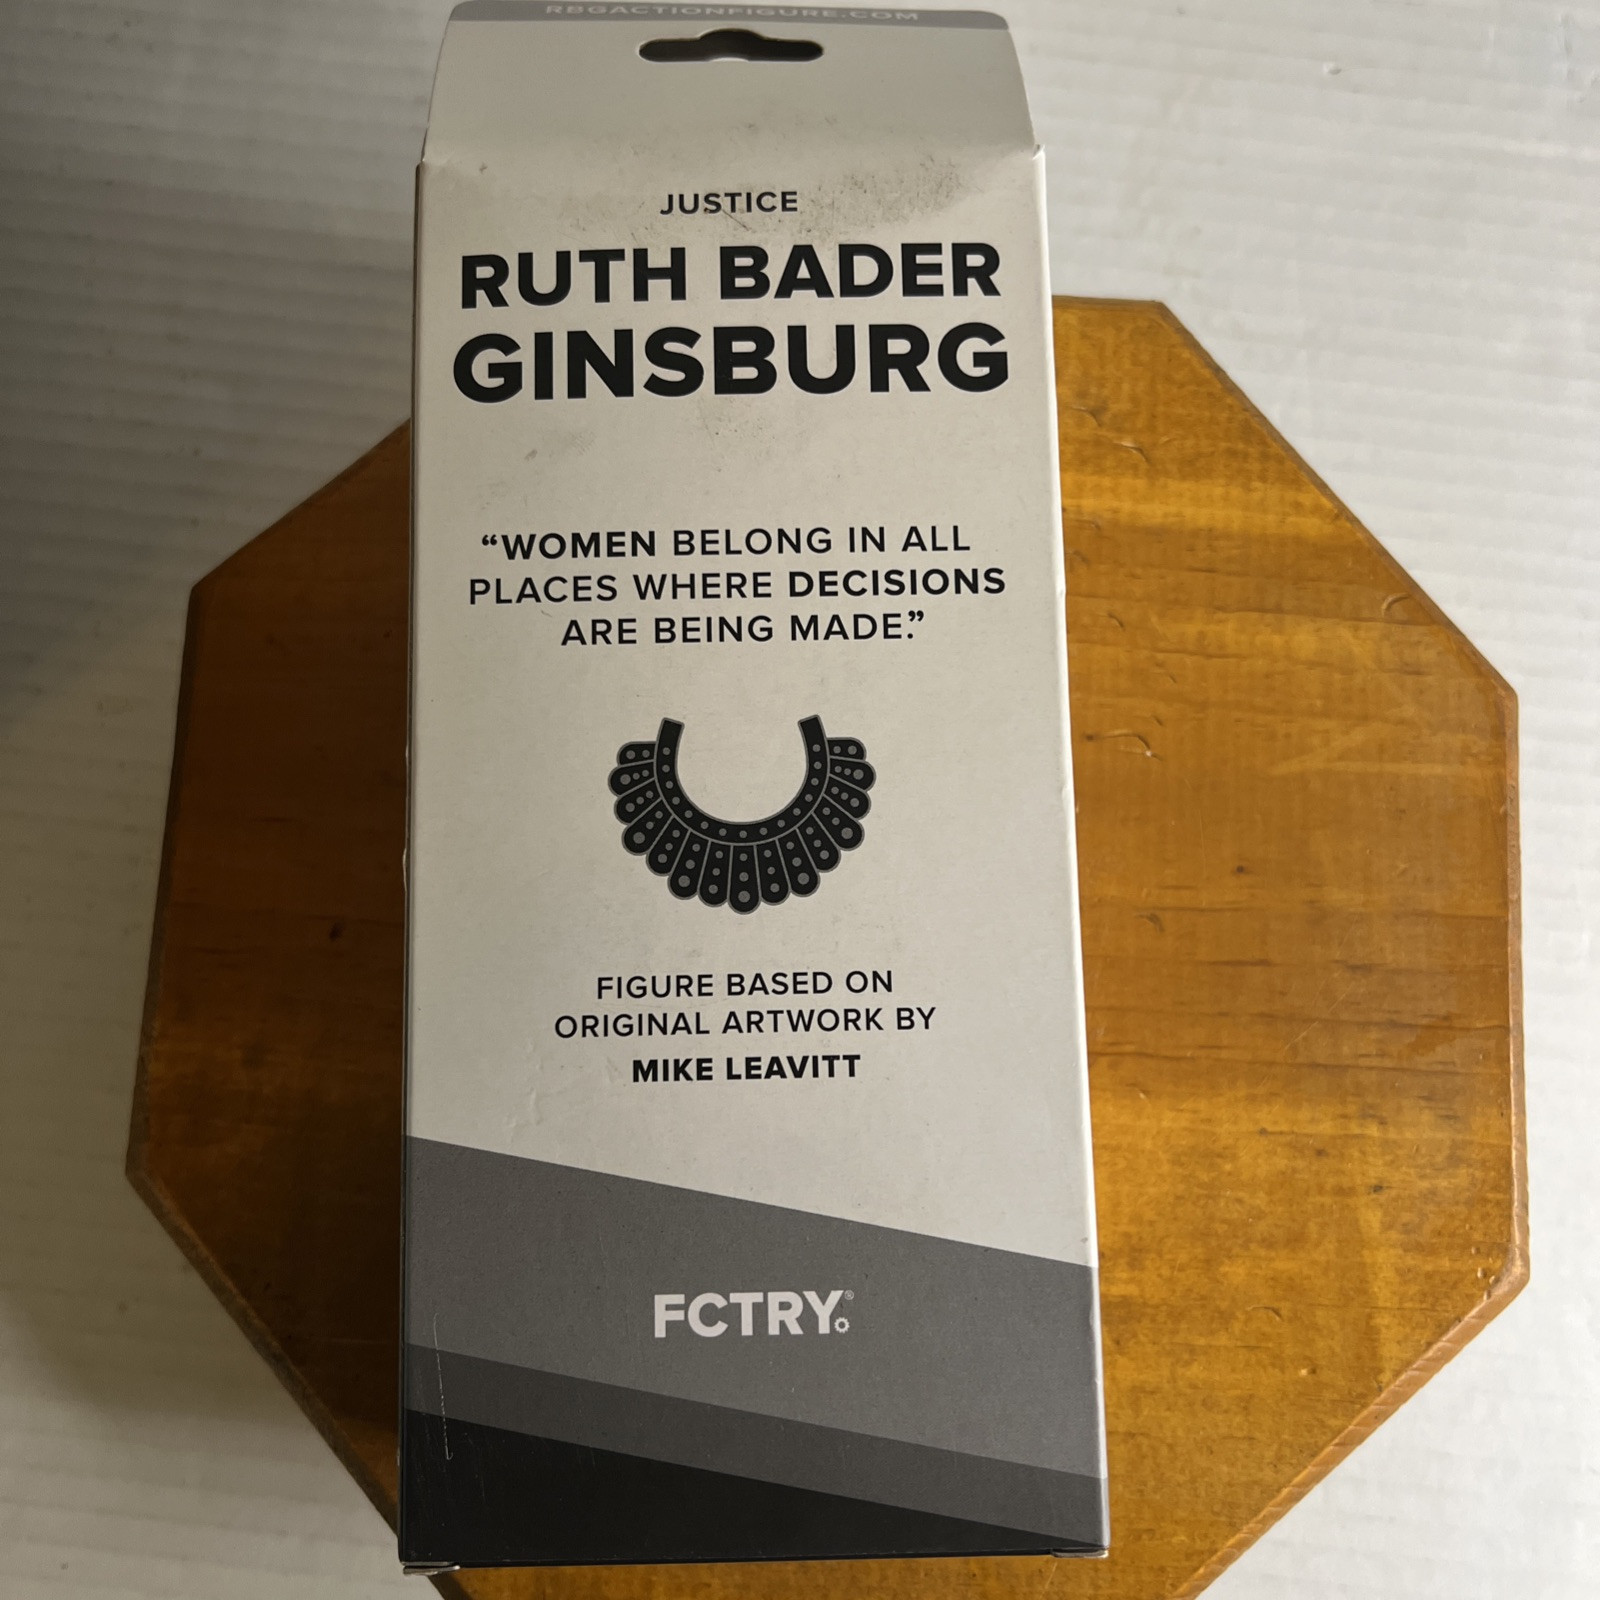 RBGACTIONFIGURE.COM
JUSTICE
RUTH BADER
GINSBURG
“WOMEN BELONG IN ALL
PLACES WHERE DECISIONS
ARE BEING MADE.”
FIGURE BASED ON
ORIGINAL ARTWORK BY
MIKE LEAVITT
FCTRY®